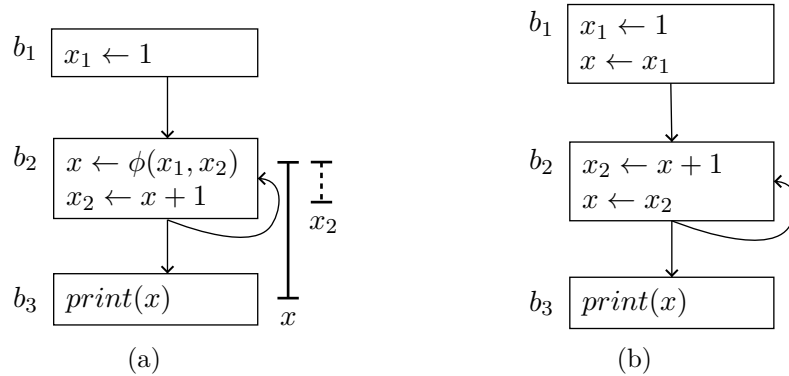 b₁
x₁ ← 1
b₂
x ← ϕ(x₁, x₂)
x₂ ← x + 1
x₂
b₃
print(x)
x
(a)
b₁
x₁ ← 1
x ← x₁
b₂
x₂ ← x + 1
x ← x₂
b₃
print(x)
(b)